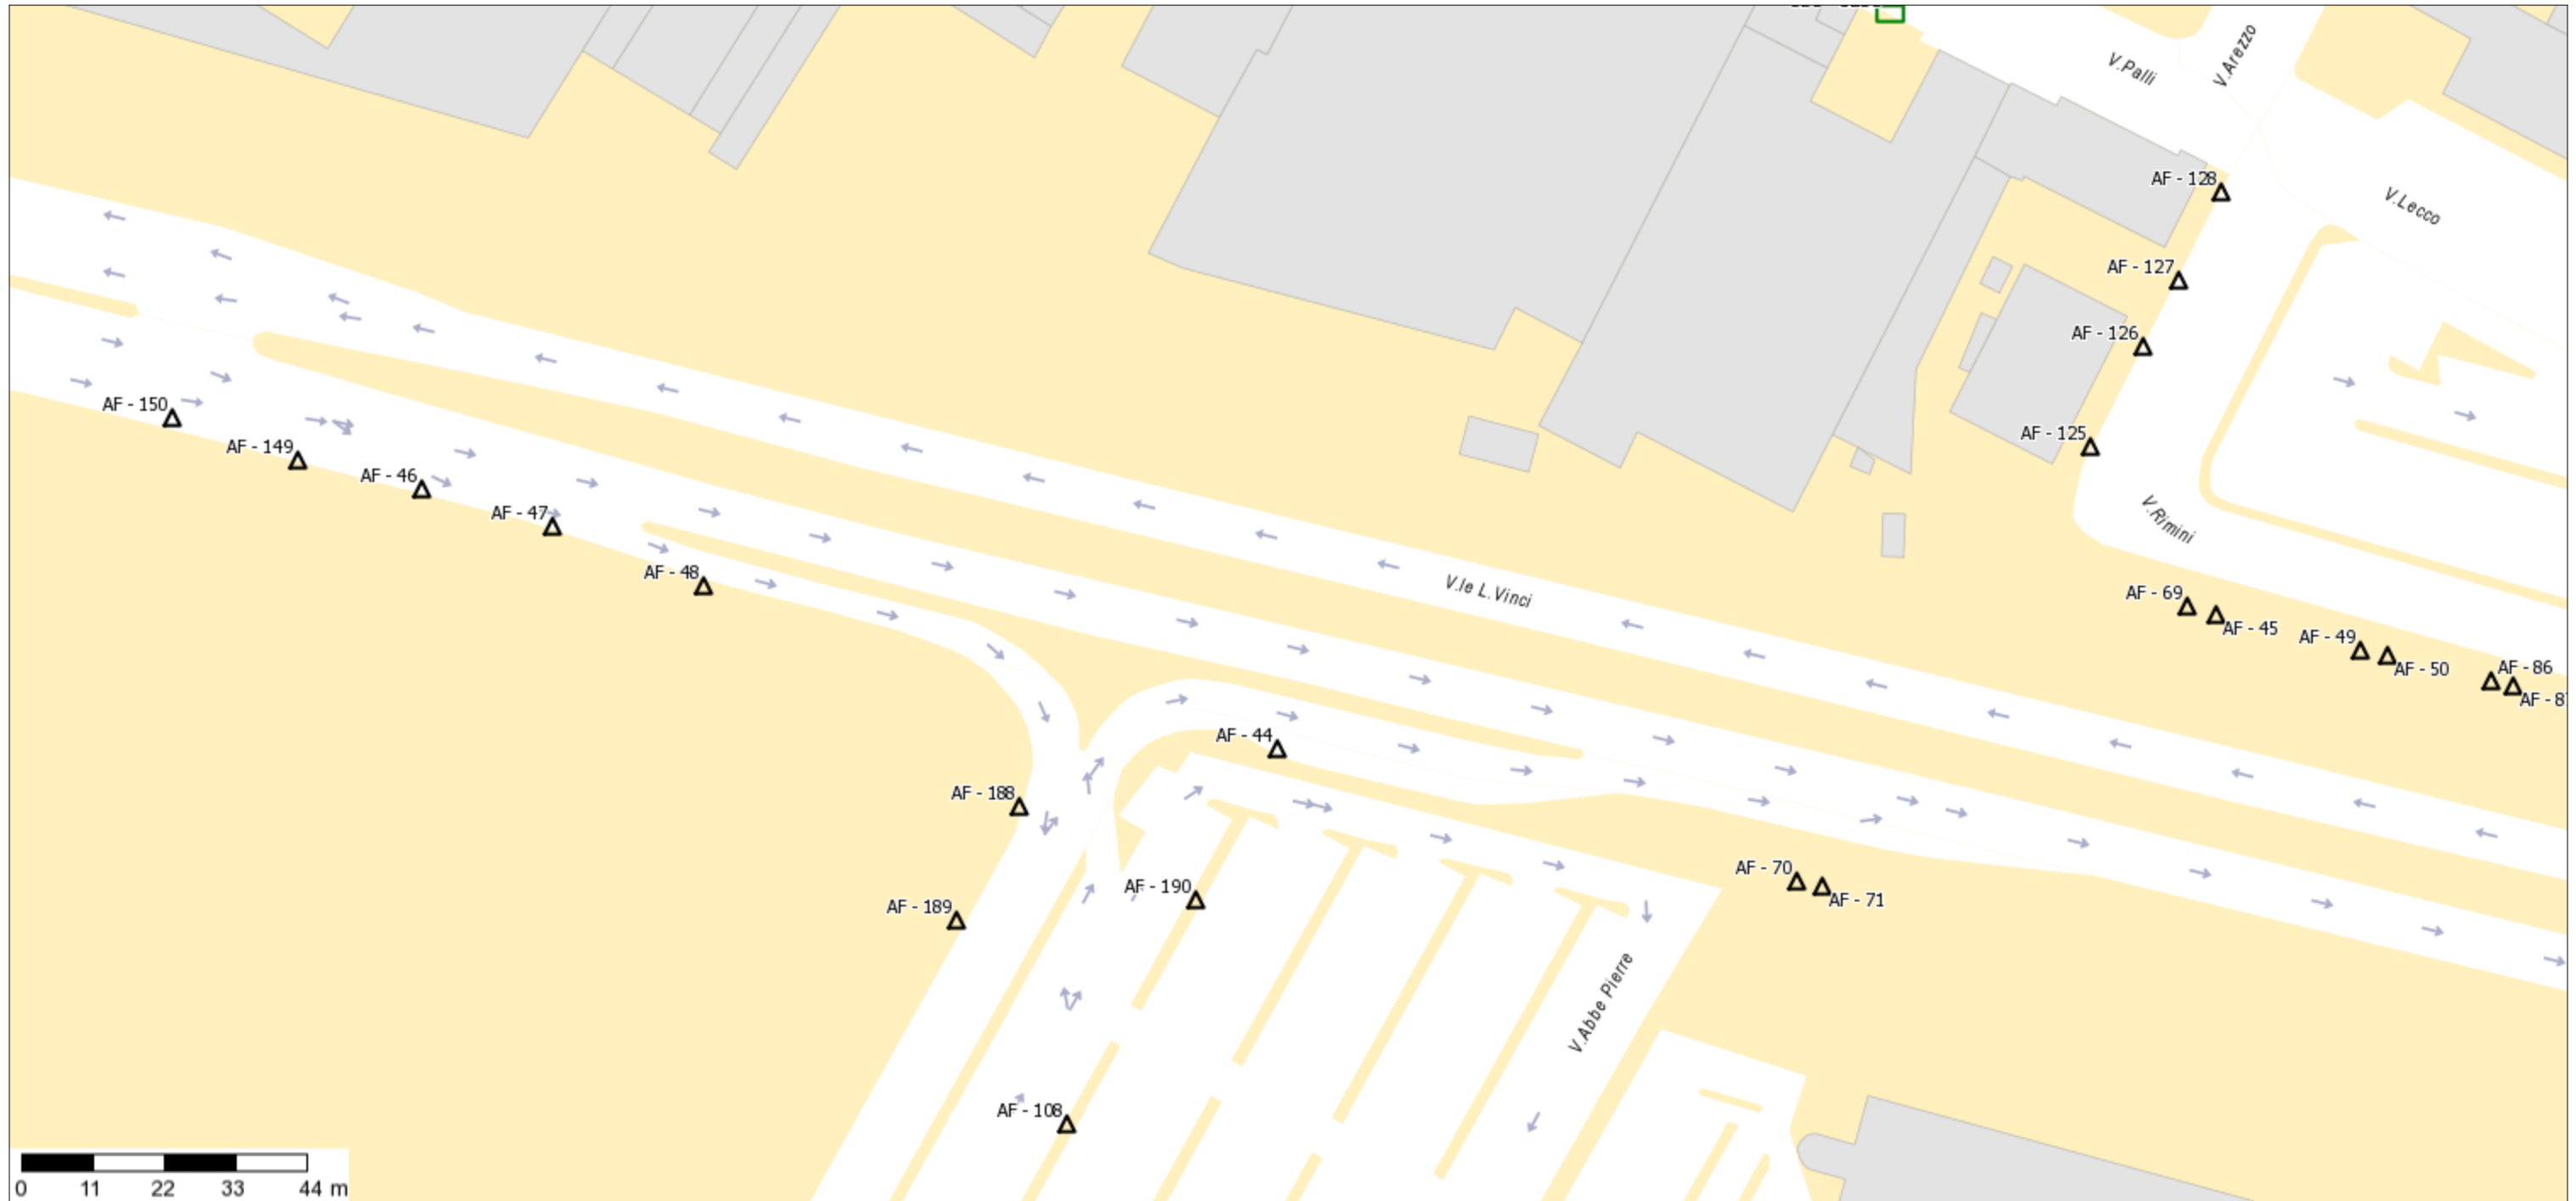 V.Arezzo
V.Palli
AF - 128
V.Lecco
AF - 127
AF - 126
AF - 150
AF - 149
AF - 125
AF - 46
AF - 47
V.Rimini
AF - 48
V.le L.Vinci
AF - 69
AF - 45
AF - 49
AF - 50
AF - 86
AF - 8
AF - 44
AF - 188
AF - 70
AF - 71
AF - 190
AF - 189
V.Abbe Pierre
AF - 108
0 11 22 33 44 m